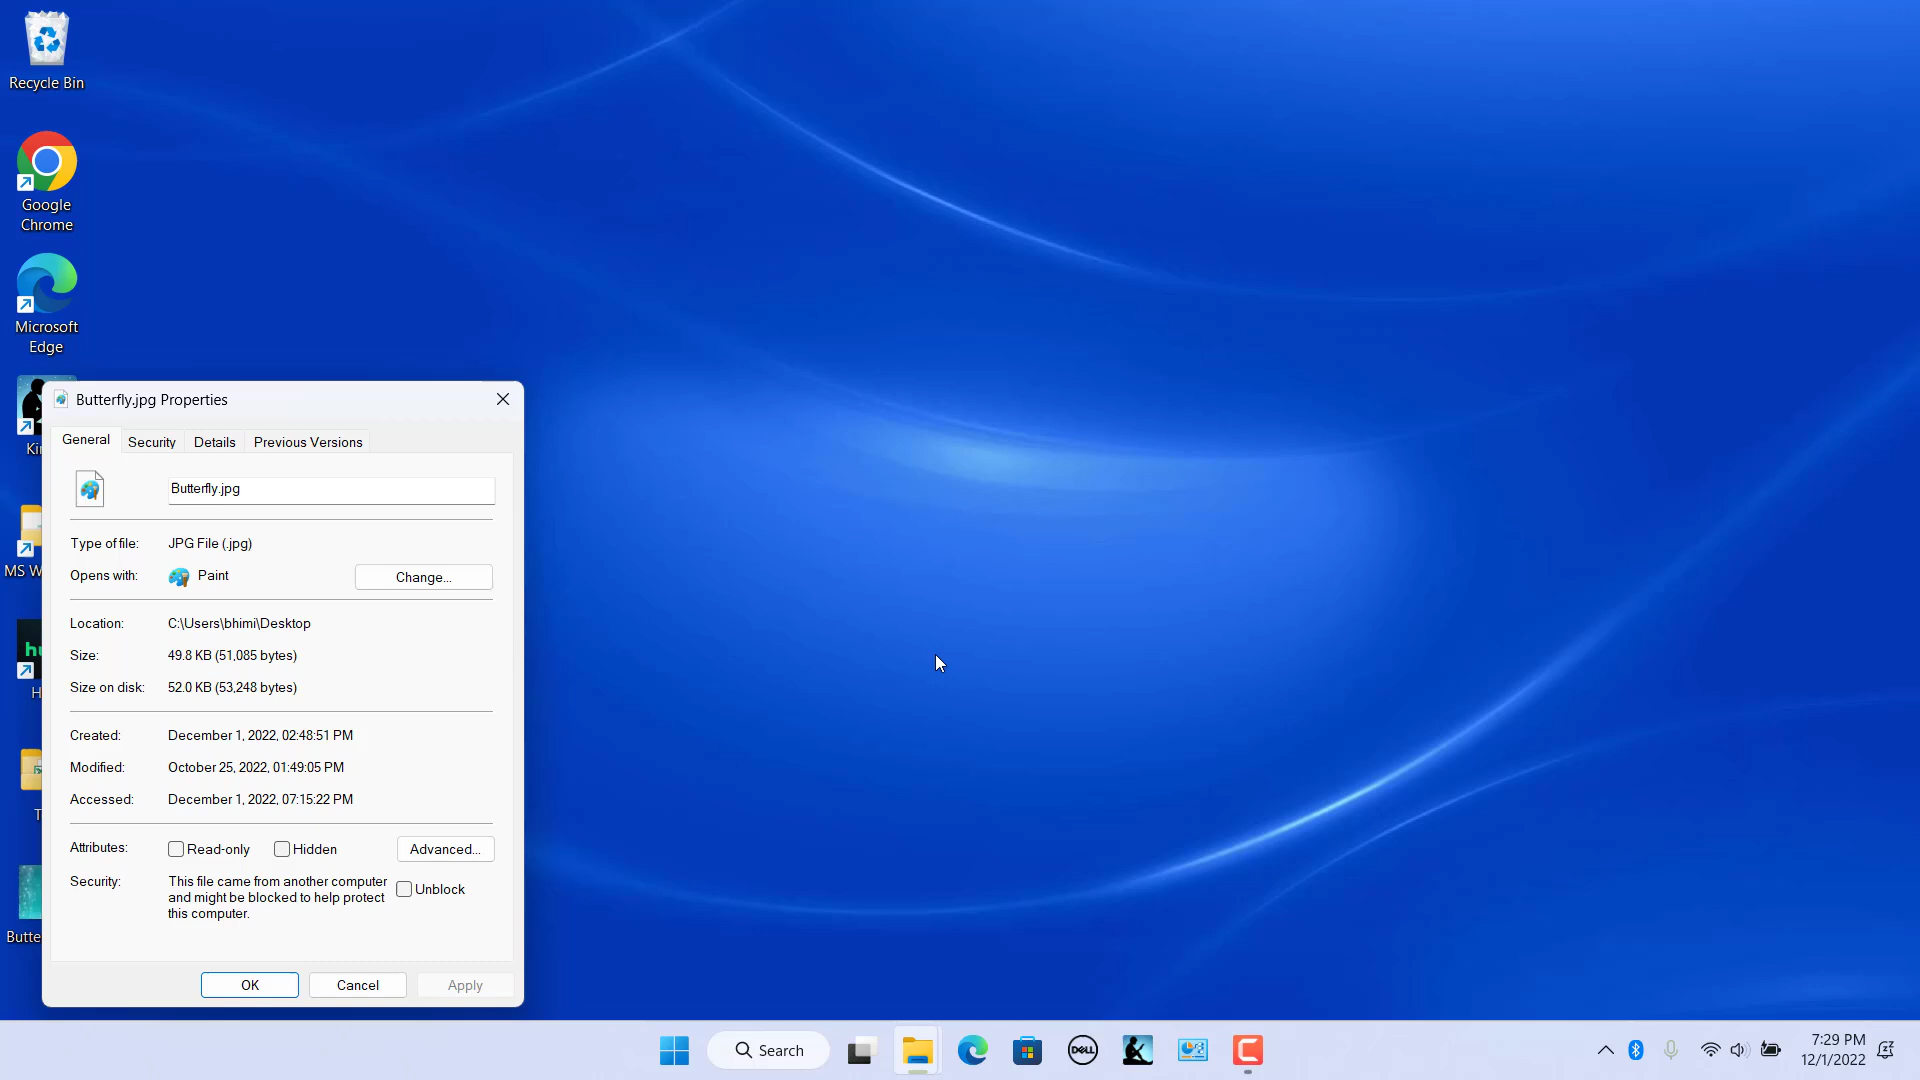 Recycle Bin
Google
Chrome
Microsoft
Edge
Butterfly.jpg Properties
General
Security
Details
Previous Versions
Butterfly.jpg
Type of file:
JPG File (.jpg)
Opens with:
Paint
Change...
Location:
C:\Users\bhimi\Desktop
Size:
49.8 KB (51,085 bytes)
Size on disk:
52.0 KB (53,248 bytes)
Created:
December 1, 2022, 02:48:51 PM
Modified:
October 25, 2022, 01:49:05 PM
Accessed:
December 1, 2022, 07:15:22 PM
Attributes:
Read-only
Hidden
Advanced...
Security:
This file came from another computer
and might be blocked to help protect
this computer.
Unblock
OK
Cancel
Apply
Kin
MS W
hu
H
T
Butte
Search
DELL
7:29 PM
12/1/2022